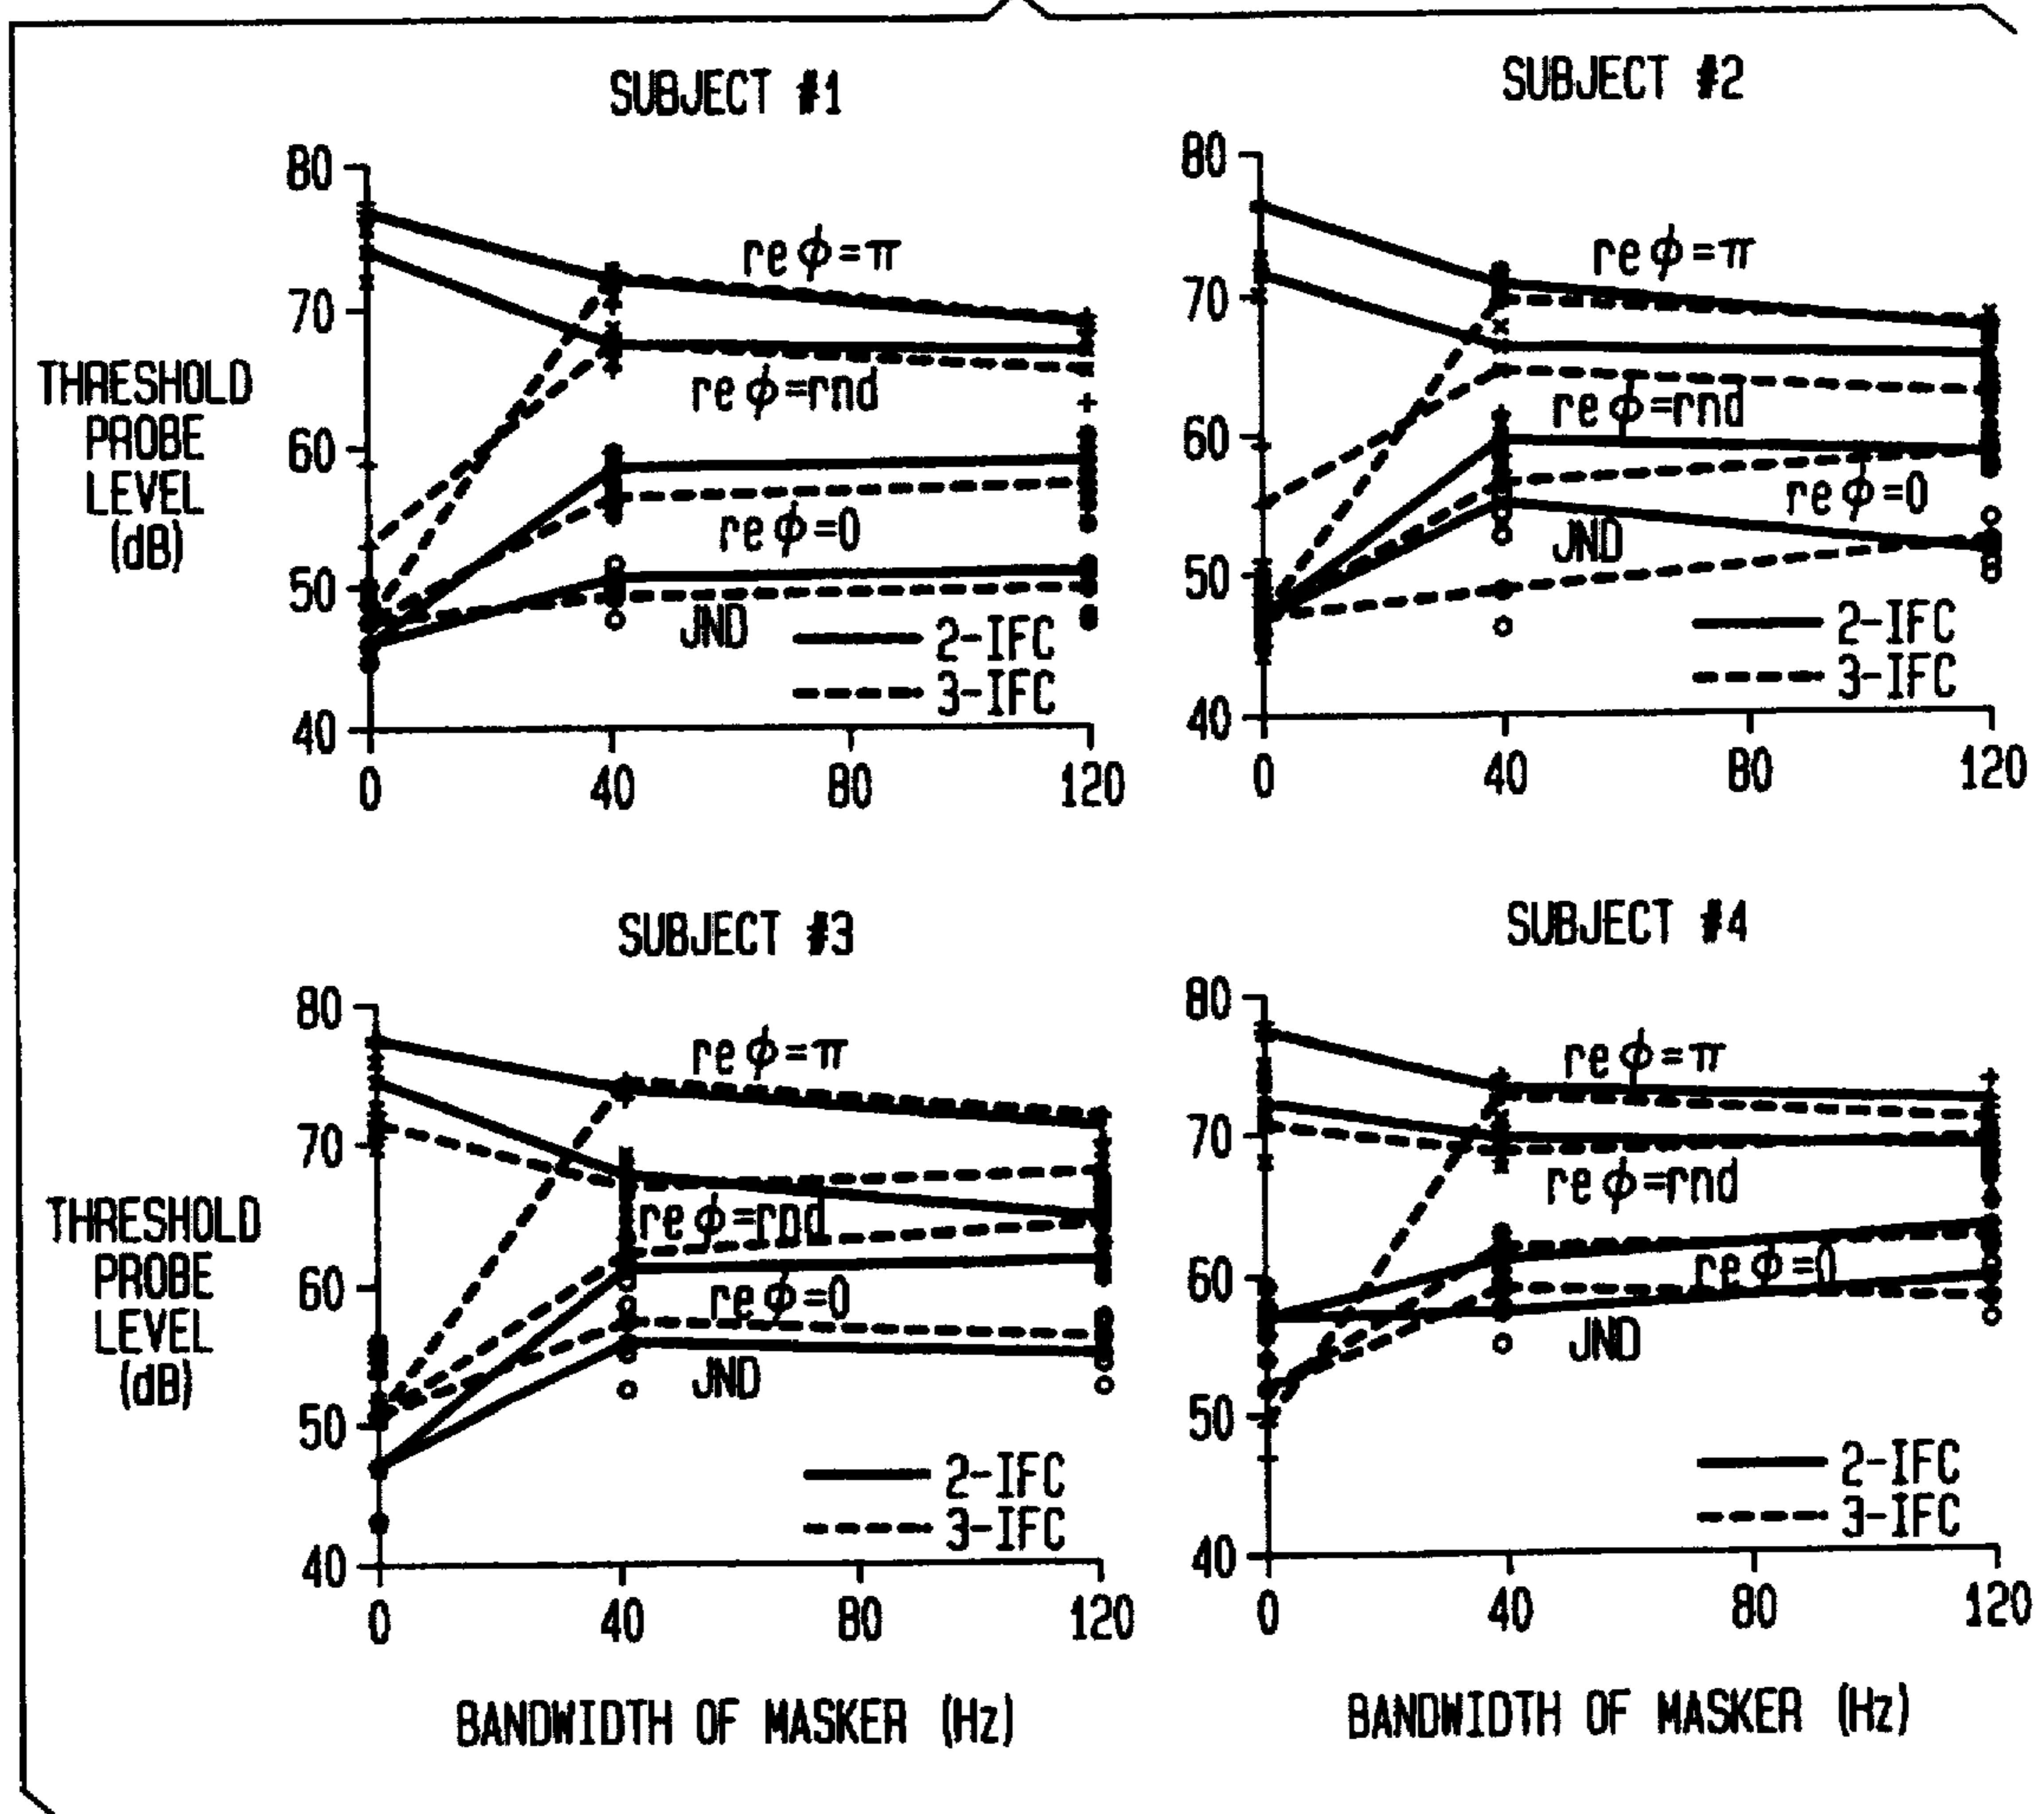 SUBJECT #1
80
70
60
50
40
THRESHOLD
PROBE
LEVEL
(dB)
re ϕ=π
re ϕ=rnd
re ϕ=0
JND
2-IFC
3-IFC
0 40 80 120
SUBJECT #2
80
70
60
50
40
re ϕ=π
re ϕ=rnd
re ϕ=0
JND
2-IFC
3-IFC
0 40 80 120
SUBJECT #3
80
70
60
50
40
THRESHOLD
PROBE
LEVEL
(dB)
re ϕ=π
re ϕ=rnd
re ϕ=0
JND
2-IFC
3-IFC
0 40 80 120
BANDWIDTH OF MASKER (Hz)
SUBJECT #4
80
70
60
50
40
re ϕ=π
re ϕ=rnd
re ϕ=0
JND
2-IFC
3-IFC
0 40 80 120
BANDWIDTH OF MASKER (Hz)